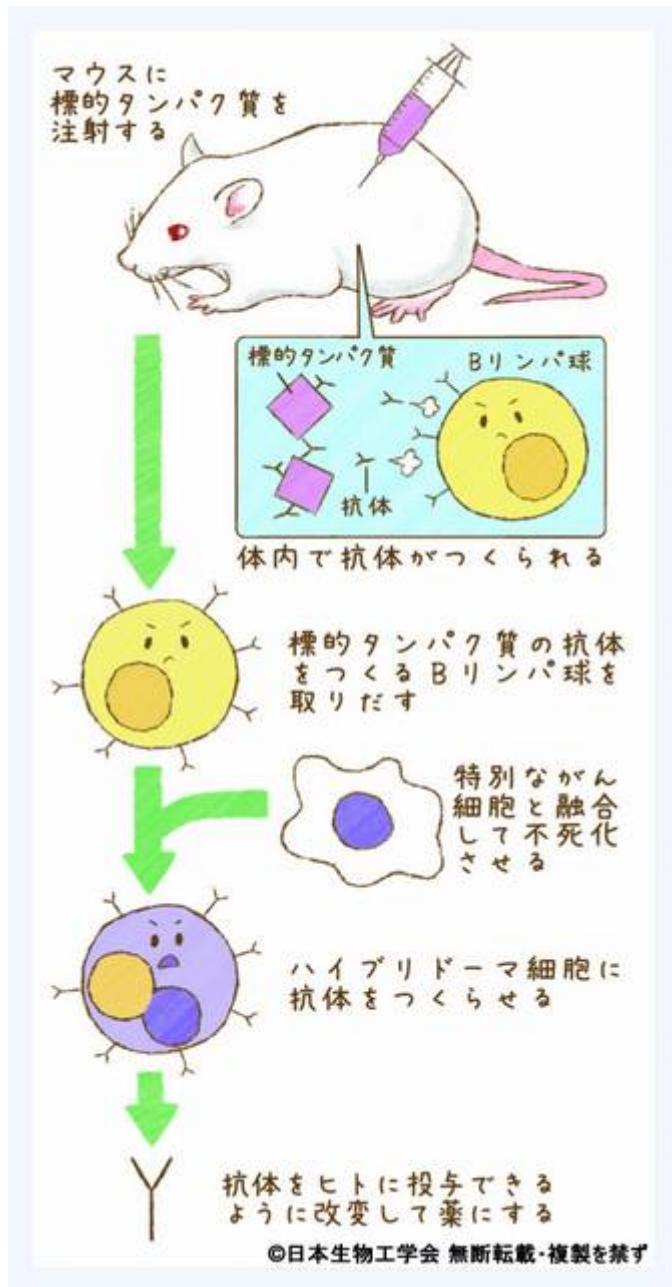 マウスに
標的タンパク質を
注射する
標的タンパク質
Bリンパ球
抗体
体内で抗体がつくられる
標的タンパク質の抗体
をつくるBリンパ球を
取りだす
特別ながん
細胞と融合
して不死化
させる
ハイブリドーマ細胞に
抗体をつくらせる
抗体をヒトに投与できる
ように改変して薬にする
©日本生物工学会 無断転載・複製を禁ず